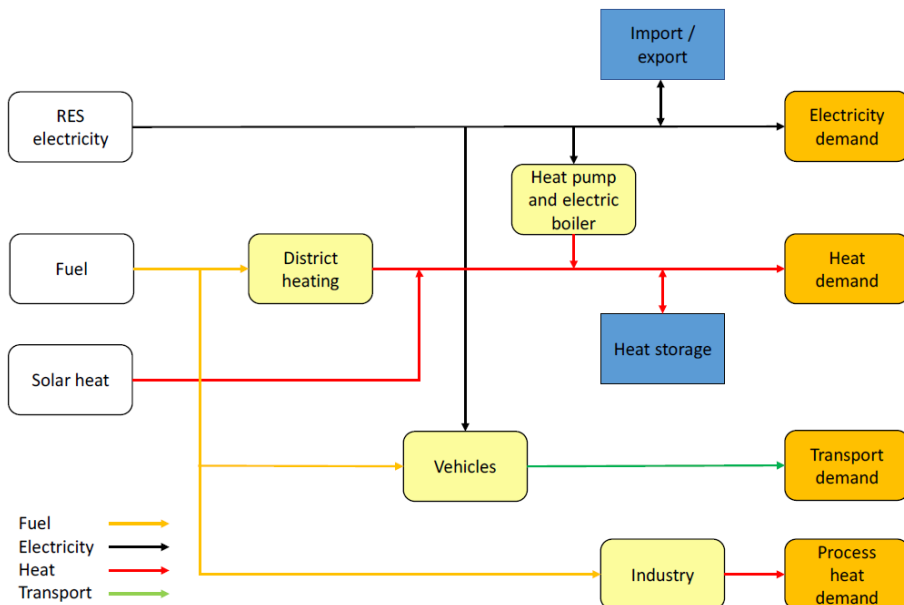 Import /
export
RES
electricity
Electricity
demand
Heat pump
and electric
boiler
Fuel
District
heating
Heat
demand
Solar heat
Heat storage
Vehicles
Transport
demand
Fuel
Electricity
Heat
Transport
Industry
Process
heat
demand